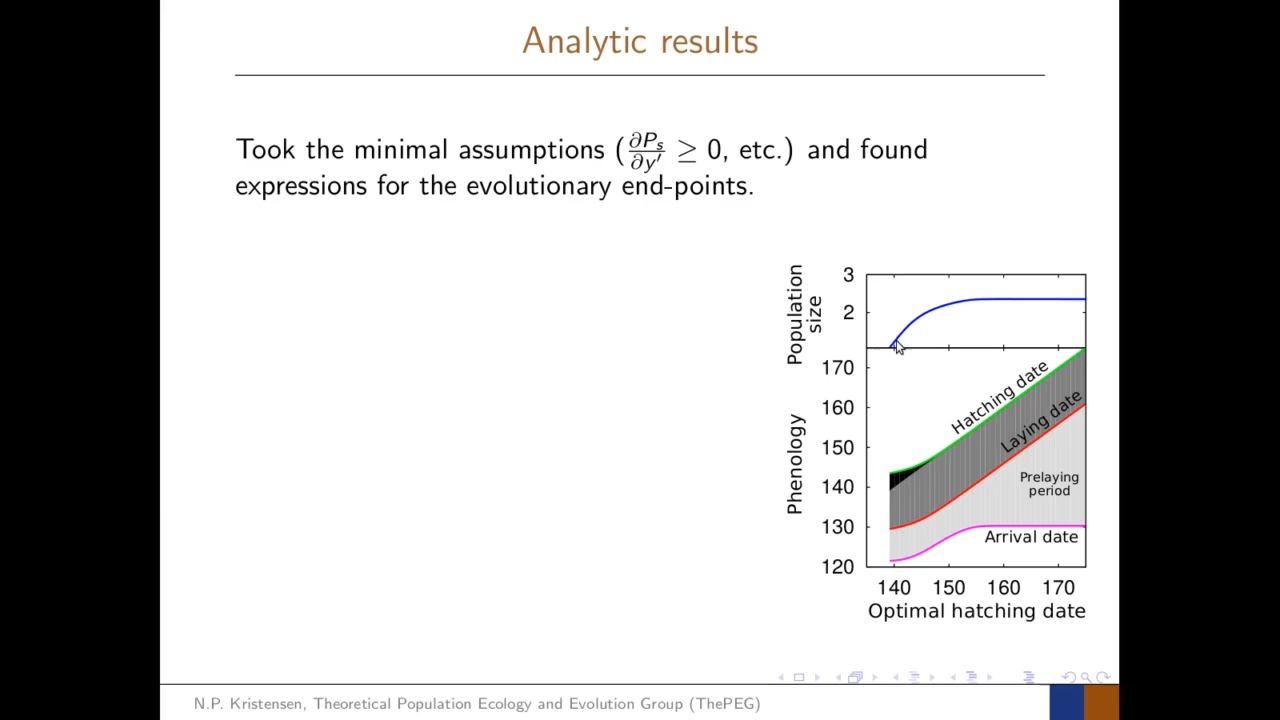 Analytic results
Took the minimal assumptions (∂Pₛ/∂y′ ≥ 0, etc.) and found
expressions for the evolutionary end-points.
Population
size
3
2
Phenology
170
160
150
140
130
120
Hatching date
Laying date
Prelaying
period
Arrival date
140 150 160 170
Optimal hatching date
N.P. Kristensen, Theoretical Population Ecology and Evolution Group (ThePEG)